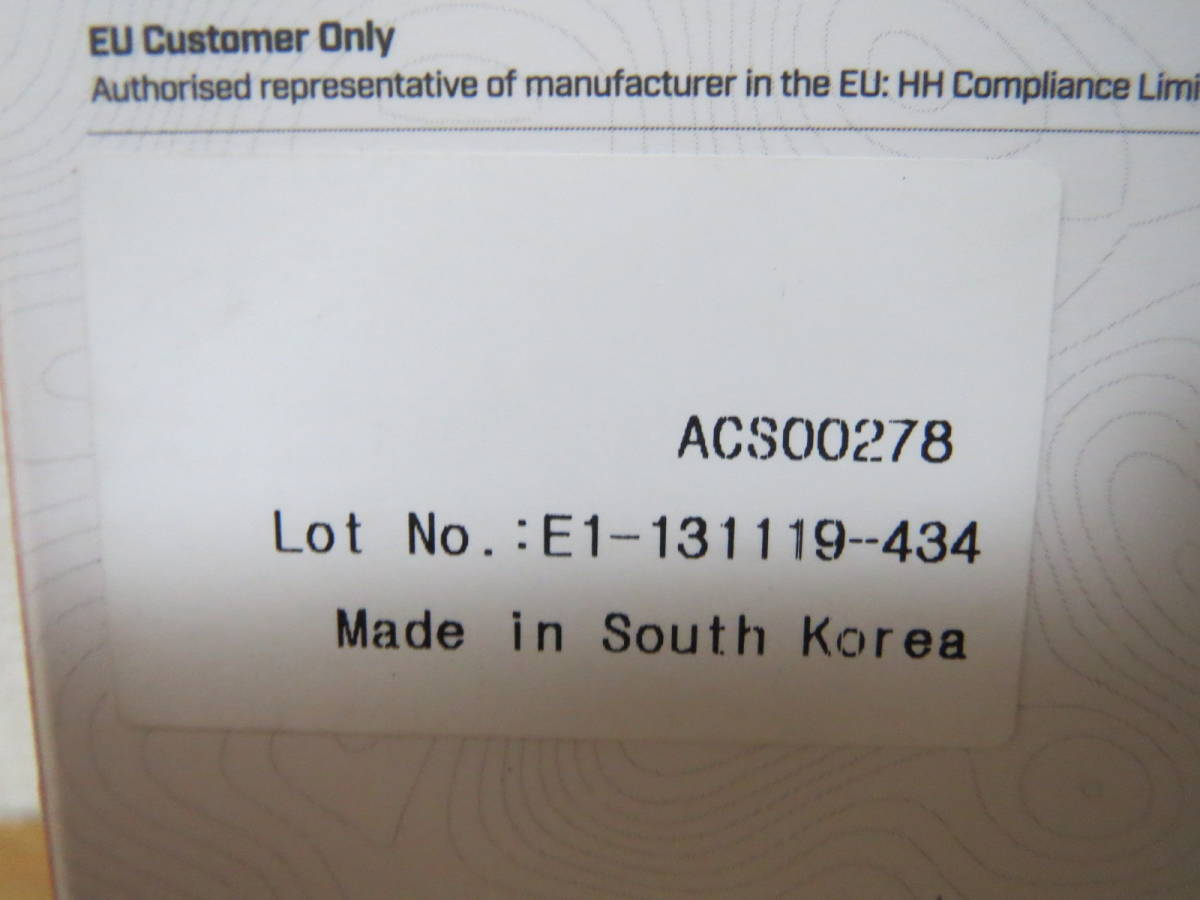 EU Customer Only
Authorised representative of manufacturer in the EU: HH Compliance
ACS00278
Lot No.:E1-131119--434
Made in South Korea